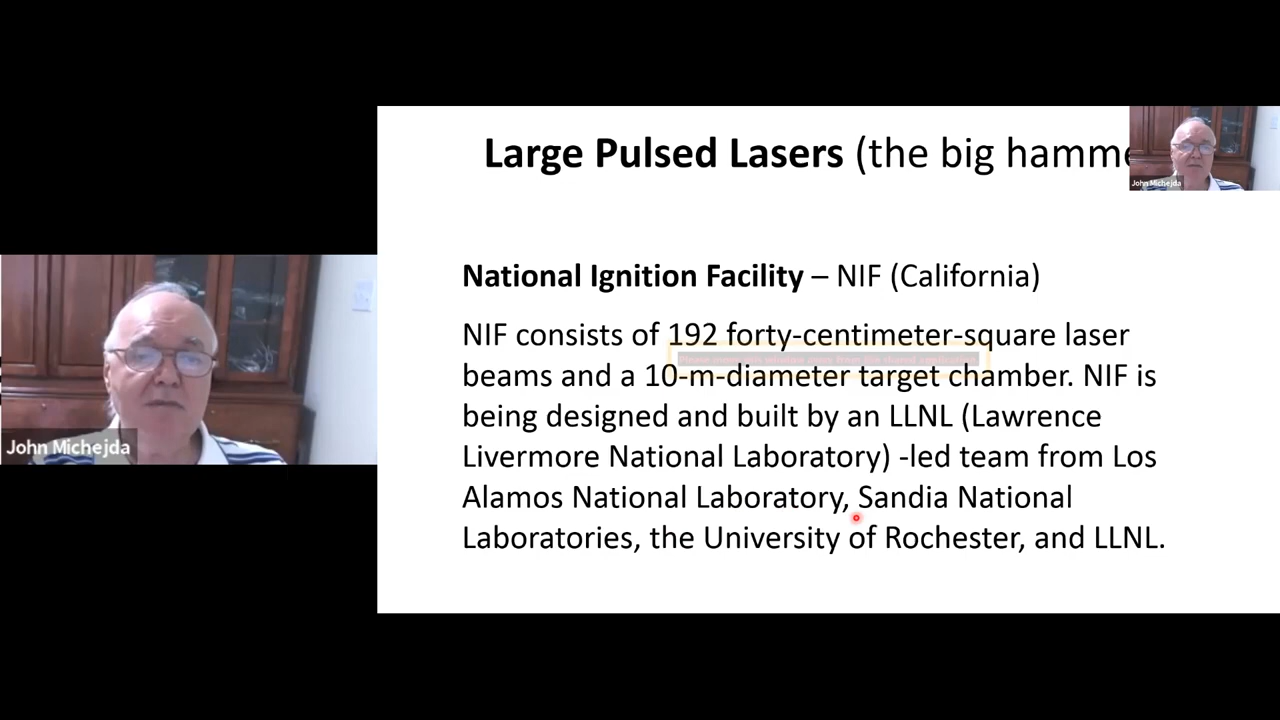 Large Pulsed Lasers (the big hamme
John Michejda
National Ignition Facility – NIF (California)
NIF consists of 192 forty-centimeter-square laser
beams and a 10-m-diameter target chamber. NIF is
being designed and built by an LLNL (Lawrence
Livermore National Laboratory) -led team from Los
Alamos National Laboratory, Sandia National
Laboratories, the University of Rochester, and LLNL.
John Michejda